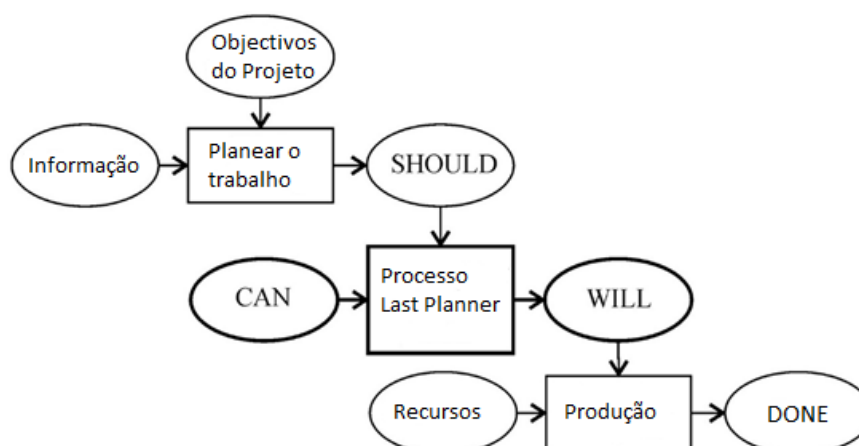 Objectivos
do Projeto
Informação
Planear o
trabalho
SHOULD
CAN
Processo
Last Planner
WILL
Recursos
Produção
DONE